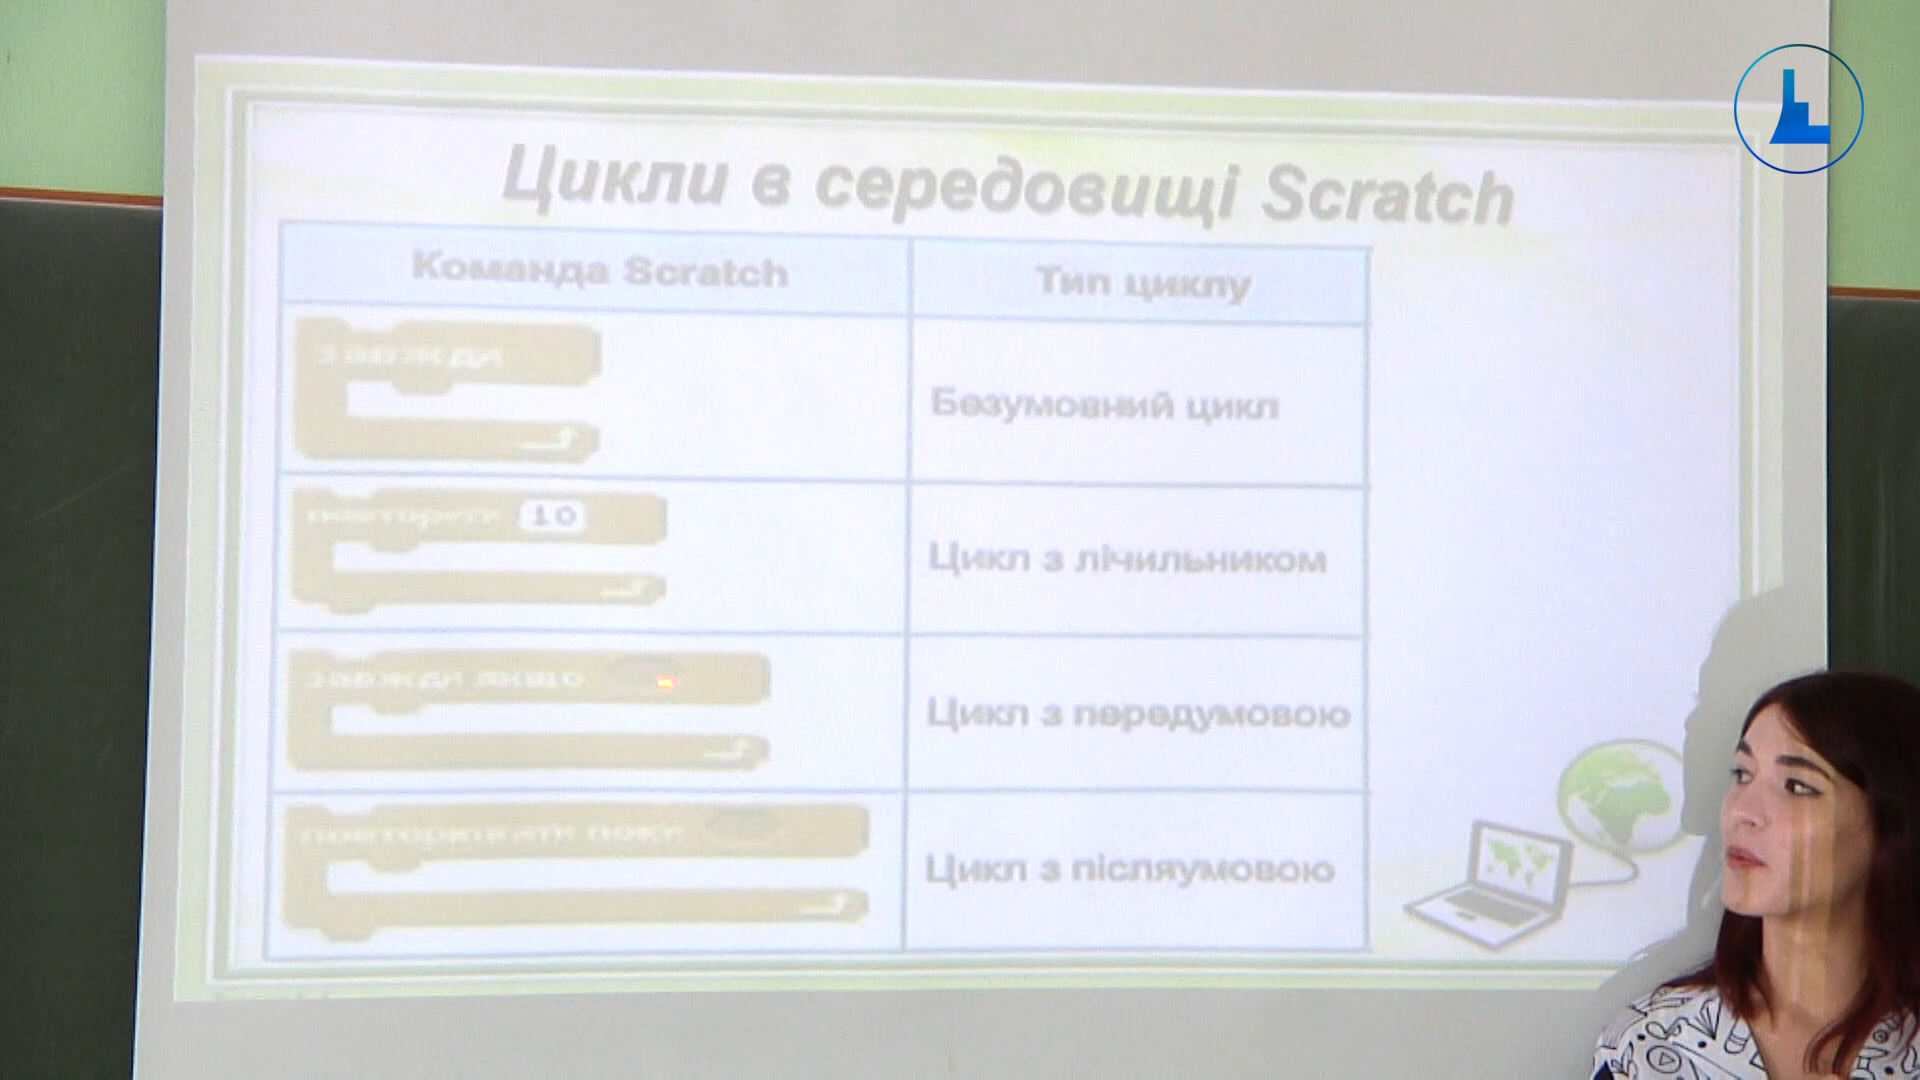 Цикли в середовищі Scratch
Команда Scratch
Тип циклу
завжди
Безумовний цикл
повторити 10
Цикл з лічильником
завжди якщо
Цикл з передумовою
повторювати поки
Цикл з післяумовою
L